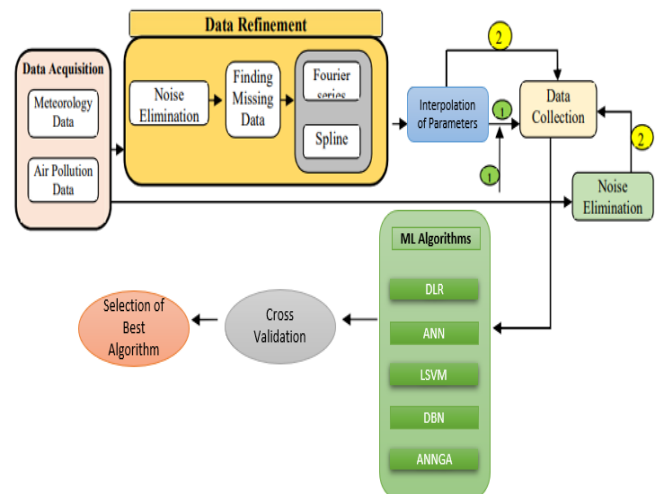 Data Refinement
Data Acquisition
Meteorology
Data
Air Pollution
Data
Noise
Elimination
Finding
Missing
Data
Fourier
series
Spline
Interpolation
of Parameters
2
1
1
Data
Collection
2
Noise
Elimination
ML Algorithms
DLR
ANN
LSVM
DBN
ANNGA
Cross
Validation
Selection of
Best
Algorithm